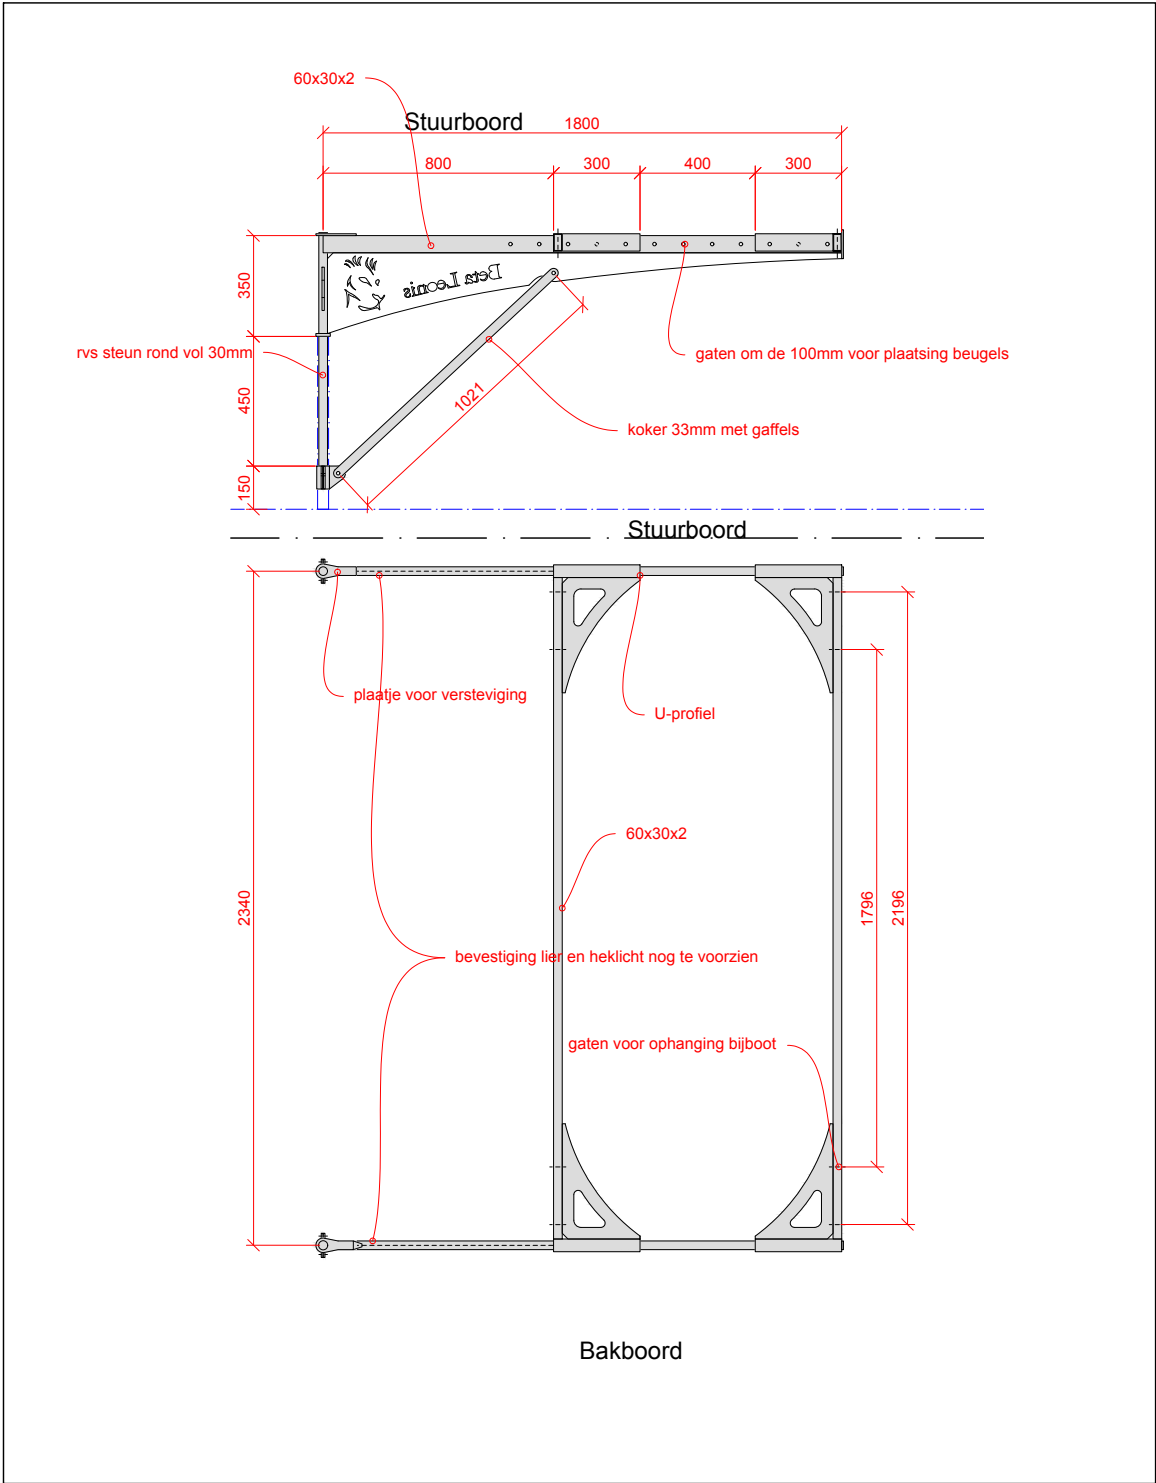 60x30x2
Stuurboord
1800
800
300
400
300
350
Beta Leonis
rvs steun rond vol 30mm
gaten om de 100mm voor plaatsing beugels
450
1021
koker 33mm met gaffels
150
Stuurboord
plaatje voor versteviging
U-profiel
60x30x2
2340
1796
2196
bevestiging lier en heklicht nog te voorzien
gaten voor ophanging bijboot
Bakboord